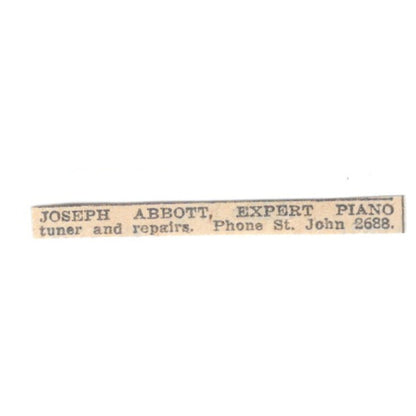 JOSEPH ABBOTT, EXPERT PIANO
tuner and repairs. Phone St. John 2688.